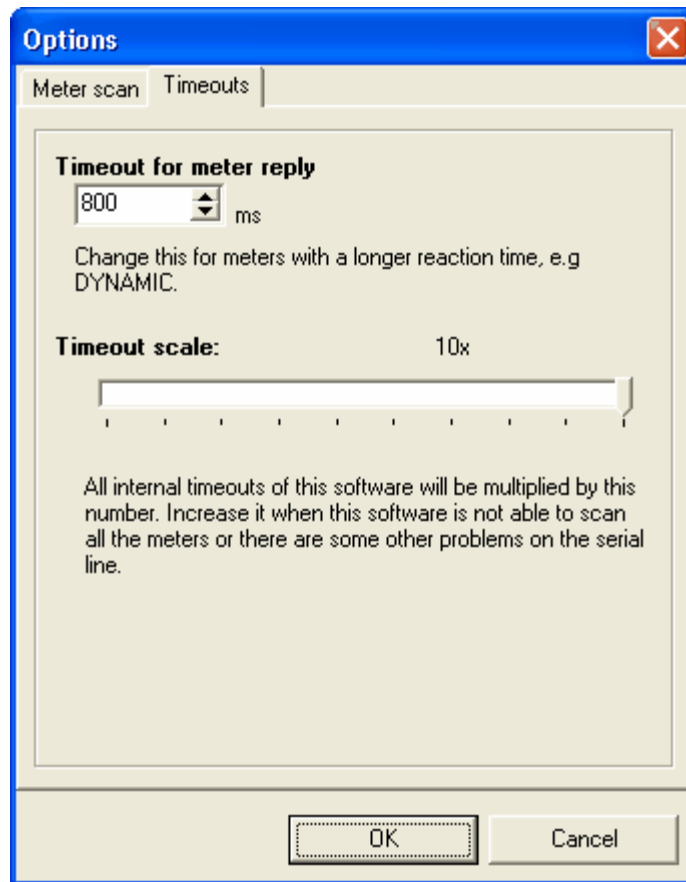 Options
Meter scan Timeouts
Timeout for meter reply
800 ms
Change this for meters with a longer reaction time, e.g
DYNAMIC.
Timeout scale: 10x
All internal timeouts of this software will be multiplied by this
number. Increase it when this software is not able to scan
all the meters or there are some other problems on the serial
line.
OK Cancel